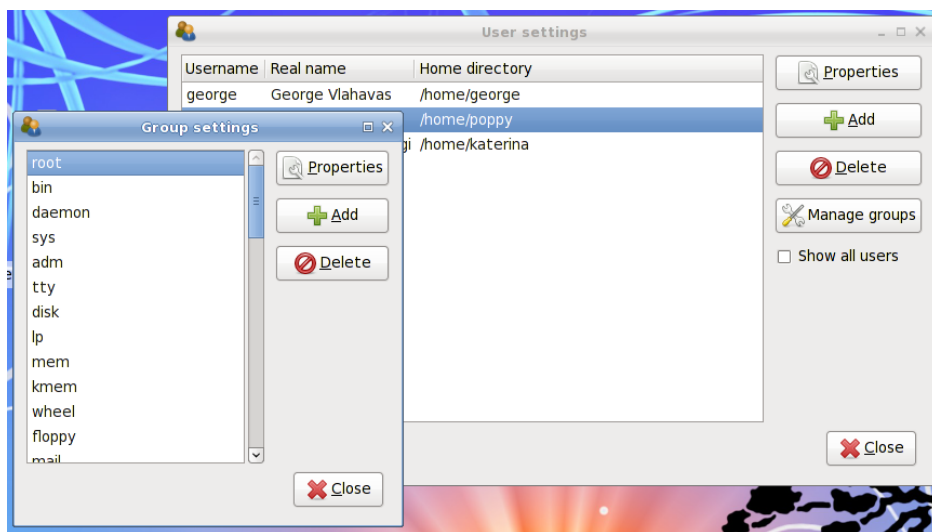 User settings
Username Real name Home directory
george George Vlahavas /home/george
/home/poppy
gi /home/katerina
Properties
Add
Delete
Manage groups
Show all users
Close
Group settings
root
bin
daemon
sys
adm
tty
disk
lp
mem
kmem
wheel
floppy
mail
Properties
Add
Delete
Close
e